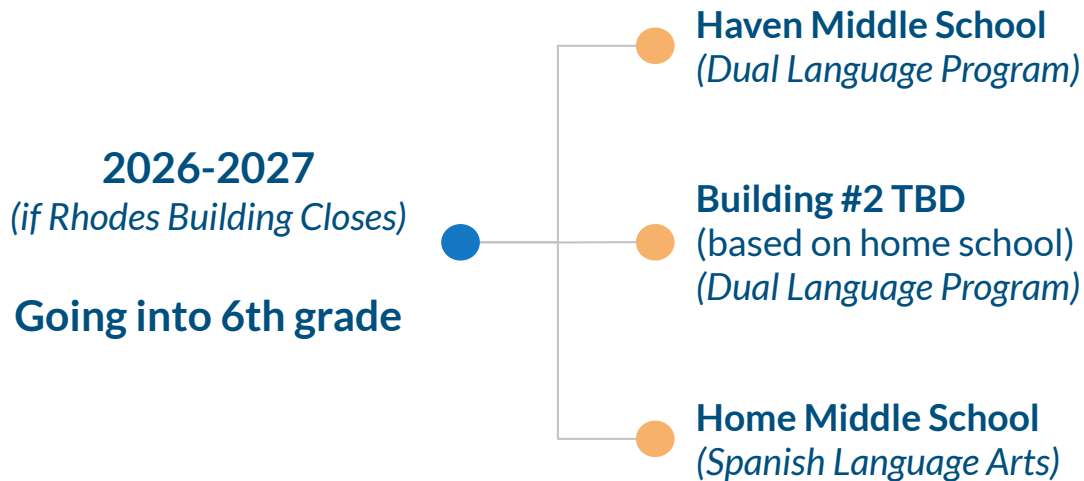 2026-2027
(if Rhodes Building Closes)
Going into 6th grade
Haven Middle School
(Dual Language Program)
Building #2 TBD
(based on home school)
(Dual Language Program)
Home Middle School
(Spanish Language Arts)